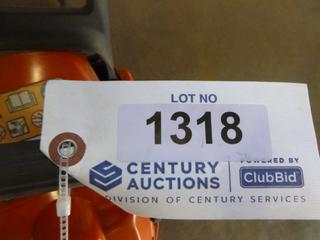 LOT NO
1318
CENTURY
AUCTIONS
POWERED BY
ClubBid
DIVISION OF CENTURY SERVICES